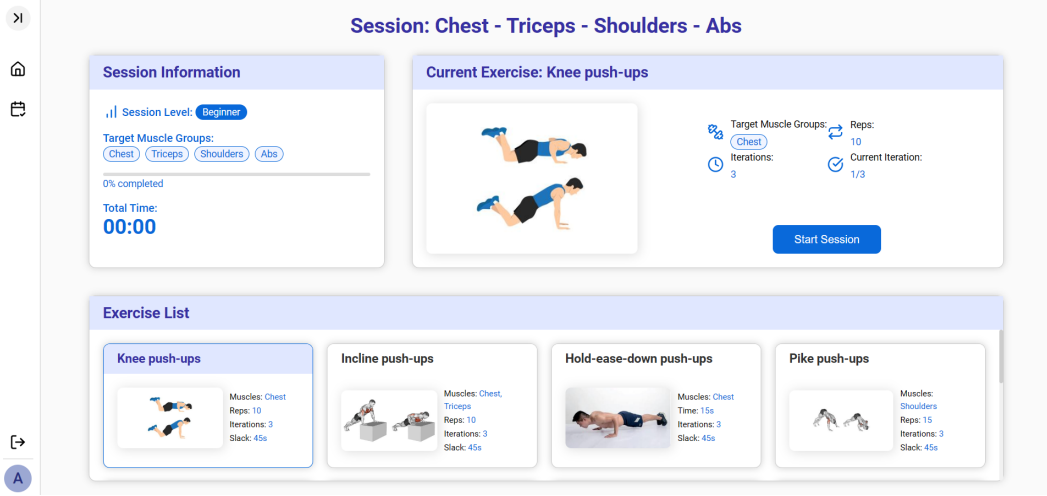 Session: Chest - Triceps - Shoulders - Abs
Session Information
Session Level: Beginner
Target Muscle Groups:
Chest Triceps Shoulders Abs
0% completed
Total Time:
00:00
Current Exercise: Knee push-ups
Target Muscle Groups:
Chest
Reps:
10
Iterations:
3
Current Iteration:
1/3
Start Session
Exercise List
Knee push-ups
Muscles: Chest
Reps: 10
Iterations: 3
Slack: 45s
Incline push-ups
Muscles: Chest,
Triceps
Reps: 10
Iterations: 3
Slack: 45s
Hold-ease-down push-ups
Muscles: Chest
Time: 15s
Iterations: 3
Slack: 45s
Pike push-ups
Muscles:
Shoulders
Reps: 15
Iterations: 3
Slack: 45s
A